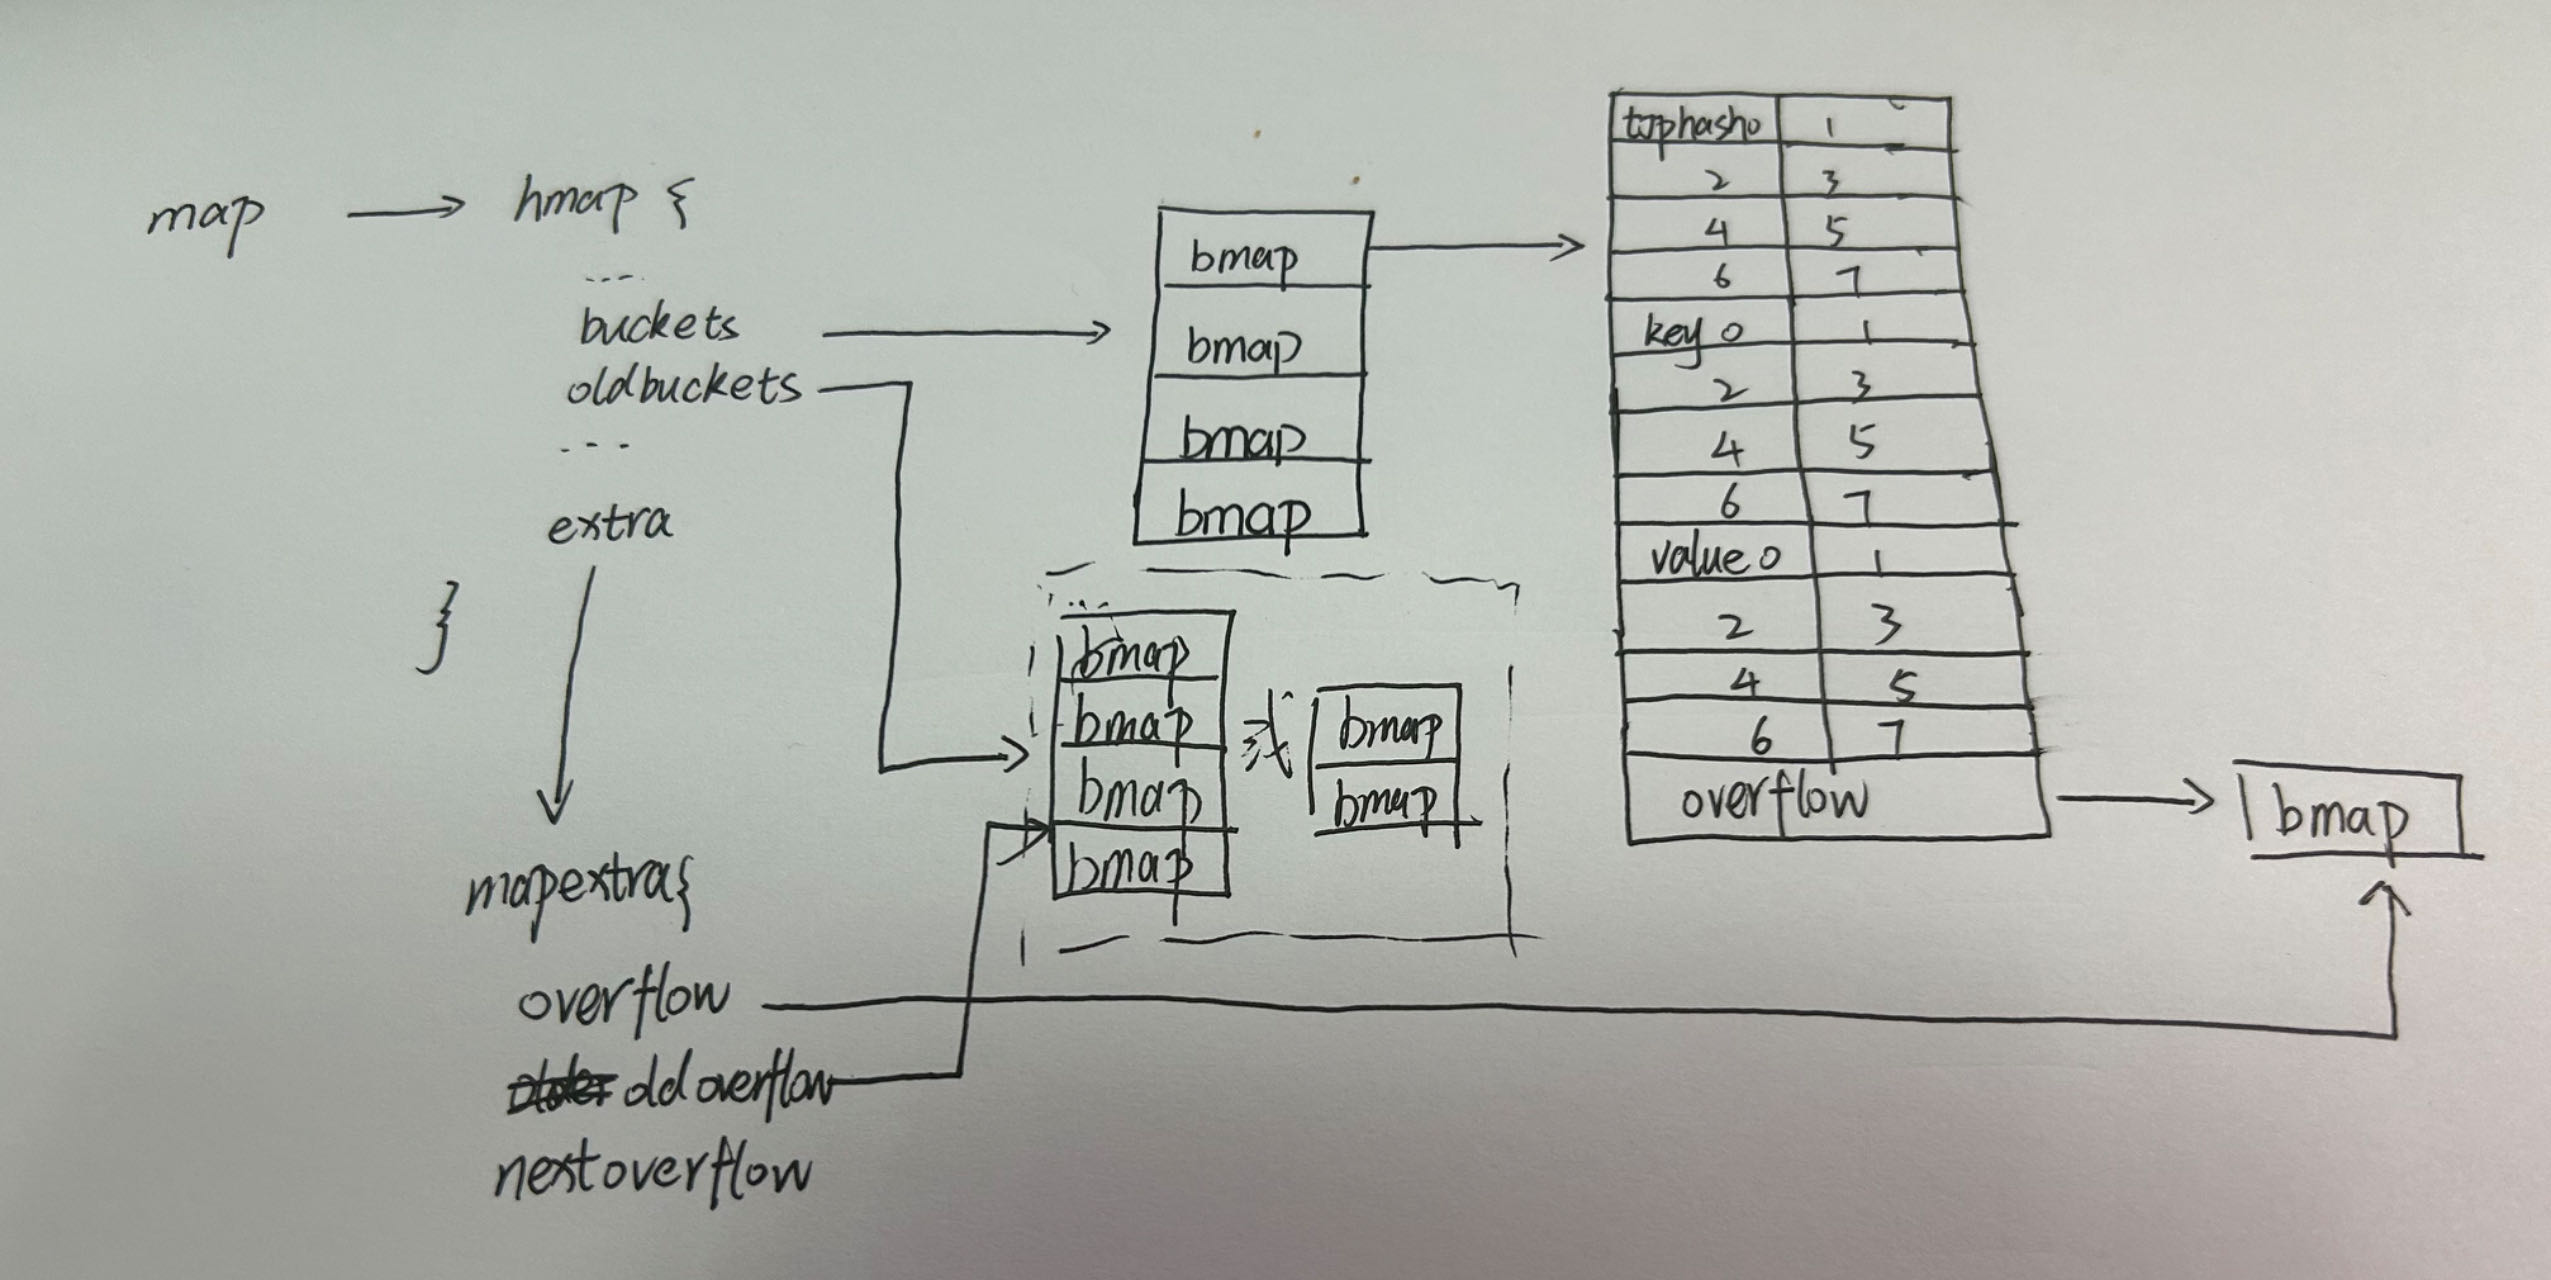 map
hmap {
....
buckets
oldbuckets
...
extra
}
mapextra{
overflow
oldoverflow
nextoverflow
bmap
bmap
bmap
bmap
...
bmap
bmap
bmap
bmap
或
bmap
bmap
tophash0 1
2 3
4 5
6 7
key0 1
2 3
4 5
6 7
value0 1
2 3
4 5
6 7
overflow
bmap